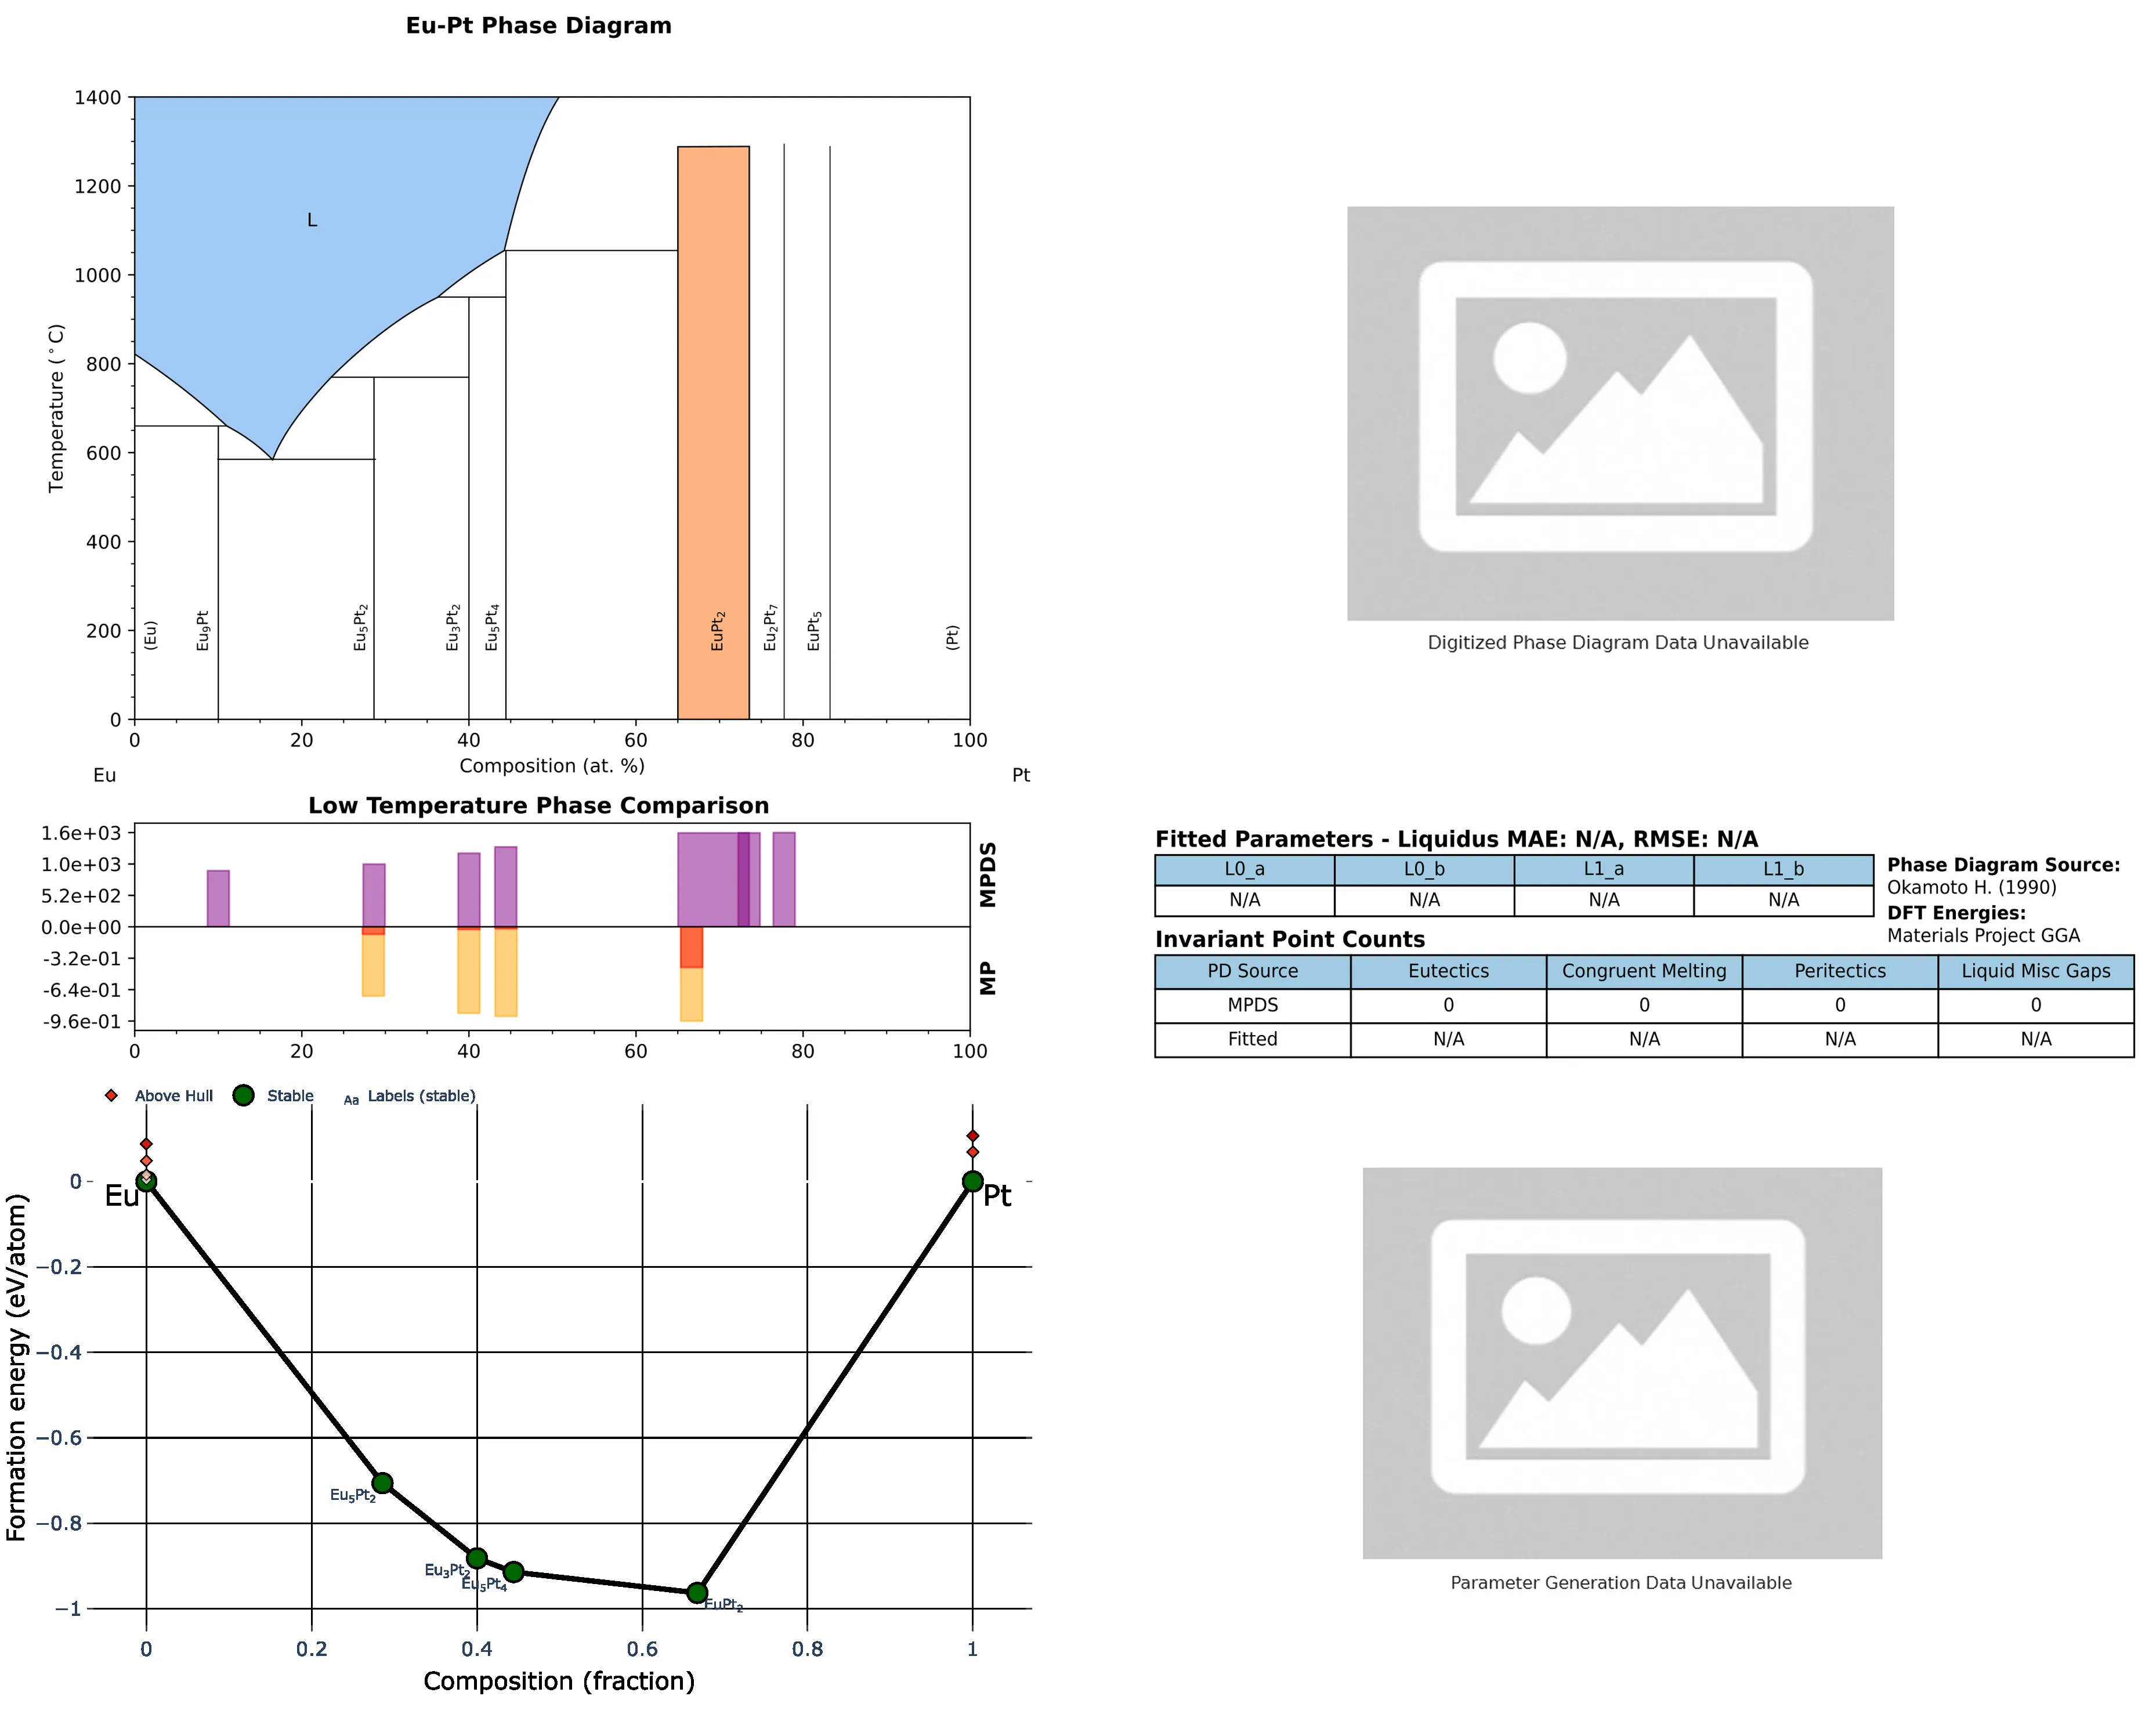 Eu-Pt Phase Diagram
1400
1200
1000
800
600
400
200
0
Temperature (°C)
L
(Eu)
Eu₉Pt
Eu₅Pt₂
Eu₃Pt₂
Eu₅Pt₄
EuPt₂
Eu₂Pt₇
EuPt₅
(Pt)
0 20 40 60 80 100
Composition (at. %)
Eu Pt
Digitized Phase Diagram Data Unavailable
Low Temperature Phase Comparison
1.6e+03
1.0e+03
5.2e+02
0.0e+00
-3.2e-01
-6.4e-01
-9.6e-01
MPDS
MP
0 20 40 60 80 100
Fitted Parameters - Liquidus MAE: N/A, RMSE: N/A
L0_a L0_b L1_a L1_b
N/A N/A N/A N/A
Phase Diagram Source:
Okamoto H. (1990)
DFT Energies:
Materials Project GGA
Invariant Point Counts
PD Source Eutectics Congruent Melting Peritectics Liquid Misc Gaps
MPDS 0 0 0 0
Fitted N/A N/A N/A N/A
Above Hull Stable Aa Labels (stable)
0
−0.2
−0.4
−0.6
−0.8
−1
Formation energy (eV/atom)
Eu
Pt
Eu₅Pt₂
Eu₃Pt₂
Eu₅Pt₄
EuPt₂
0 0.2 0.4 0.6 0.8 1
Composition (fraction)
Parameter Generation Data Unavailable